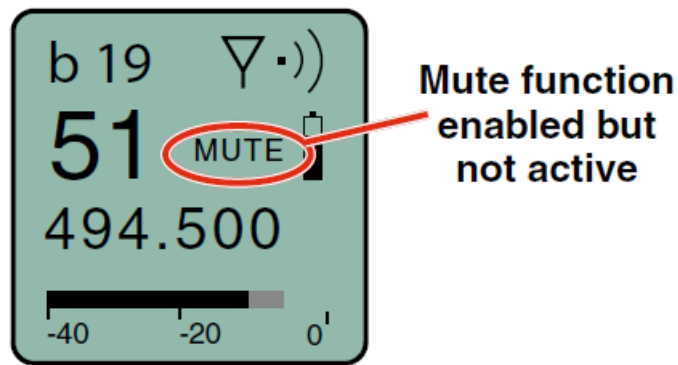 b 19
51 MUTE
494.500
-40 -20 0
Mute function
enabled but
not active